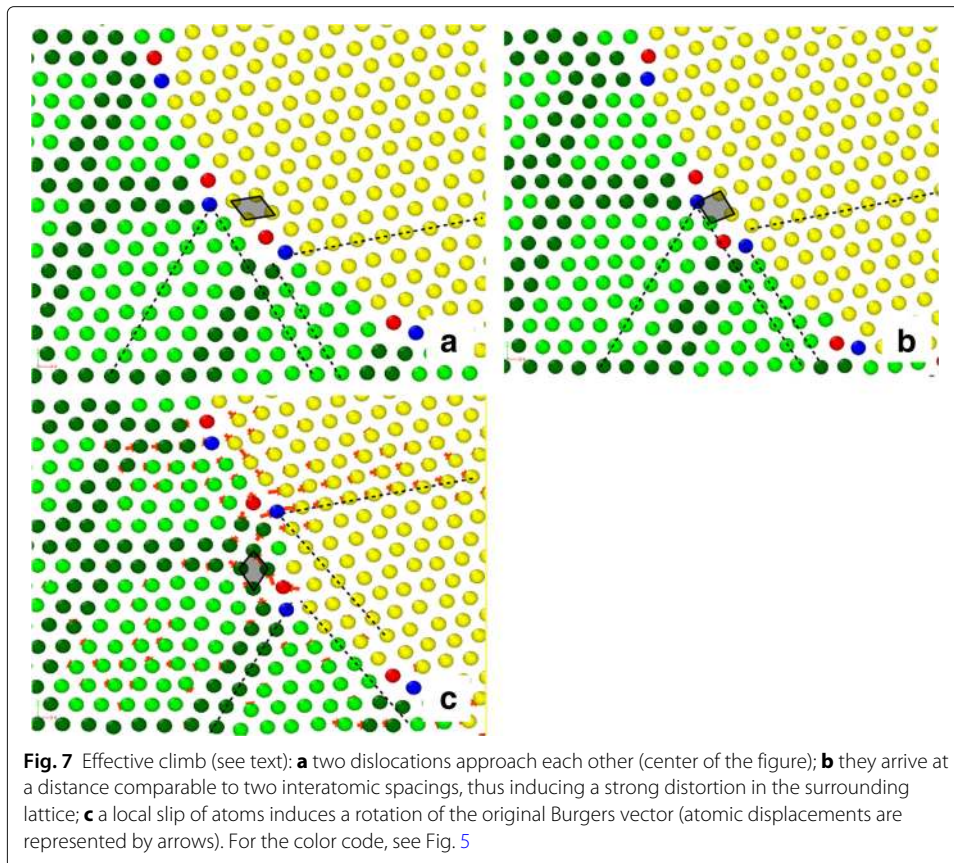 a
b
c
Fig. 7 Effective climb (see text): a two dislocations approach each other (center of the figure); b they arrive at
a distance comparable to two interatomic spacings, thus inducing a strong distortion in the surrounding
lattice; c a local slip of atoms induces a rotation of the original Burgers vector (atomic displacements are
represented by arrows). For the color code, see Fig. 5